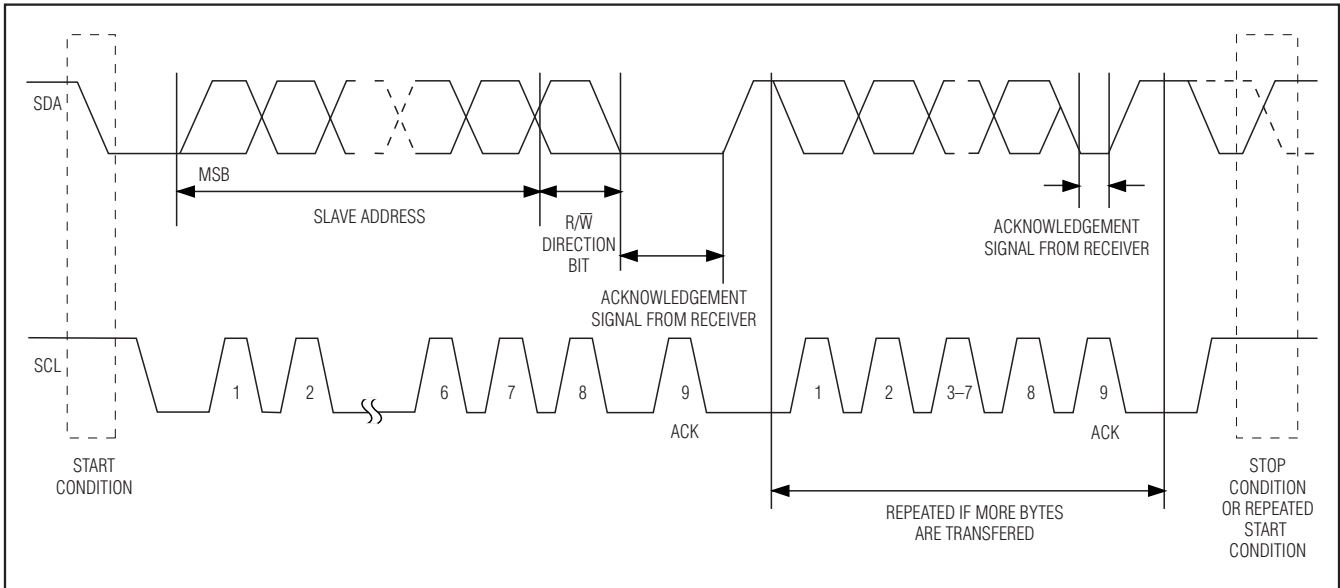 SDA
MSB
SLAVE ADDRESS
R/W̅
DIRECTION
BIT
ACKNOWLEDGEMENT
SIGNAL FROM RECEIVER
ACKNOWLEDGEMENT
SIGNAL FROM RECEIVER
SCL
1
2
6
7
8
9
ACK
1
2
3–7
8
9
ACK
START
CONDITION
REPEATED IF MORE BYTES
ARE TRANSFERED
STOP
CONDITION
OR REPEATED
START
CONDITION